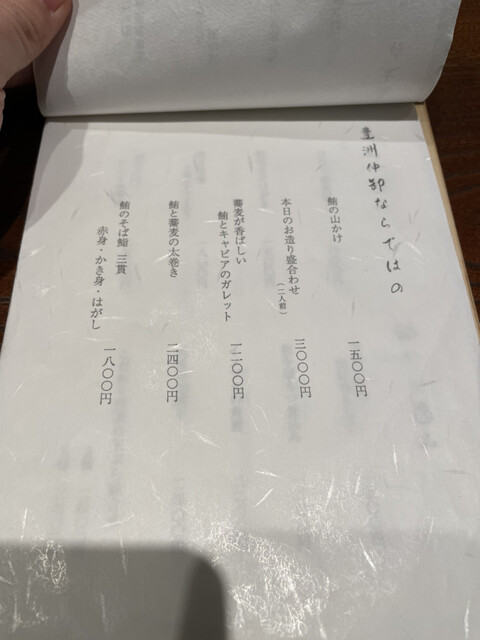 豊洲仲卸ならではの
鮪の山かけ 一五〇〇円
本日のお造り盛合わせ（二人前） 三〇〇〇円
蕎麦が香ばしい
鮪とキャビアのガレット 一二〇〇円
鮪と蕎麦の太巻き 二四〇〇円
鮪のそば鮨 三貫
赤身・かき身・はがし 一八〇〇円